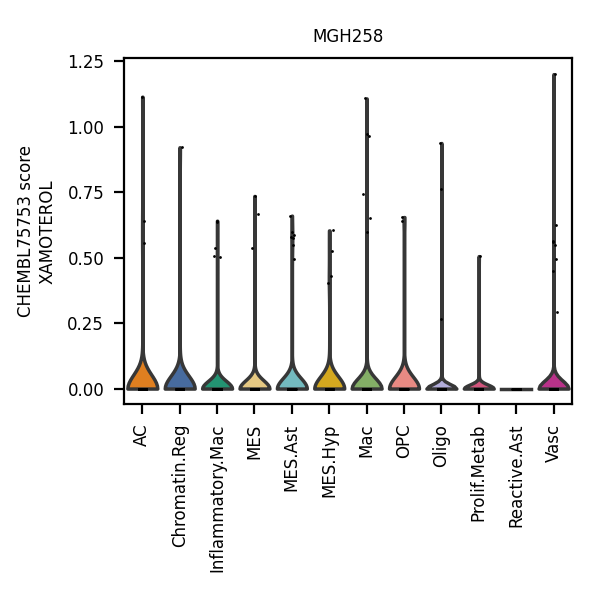 MGH258
CHEMBL75753 score
XAMOTEROL
1.25
1.00
0.75
0.50
0.25
0.00
AC
Chromatin.Reg
Inflammatory.Mac
MES
MES.Ast
MES.Hyp
Mac
OPC
Oligo
Prolif.Metab
Reactive.Ast
Vasc